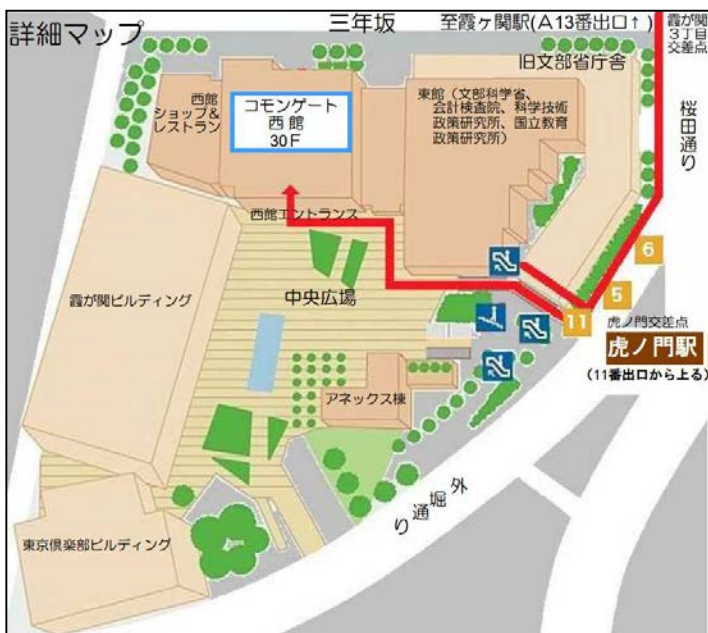 詳細マップ
三年坂
至霞ヶ関駅(A13番出口↑)
霞が関
3丁目
交差点
旧文部省庁舎
桜田通り
西館
ショップ&
レストラン
コモンゲート
西館
30F
東館(文部科学省、
会計検査院、科学技術
政策研究所、国立教育
政策研究所)
西館エントランス
霞が関ビルディング
中央広場
6
5
11
虎ノ門交差点
虎ノ門駅
(11番出口から上る)
アネックス棟
外堀通り
東京倶楽部ビルディング